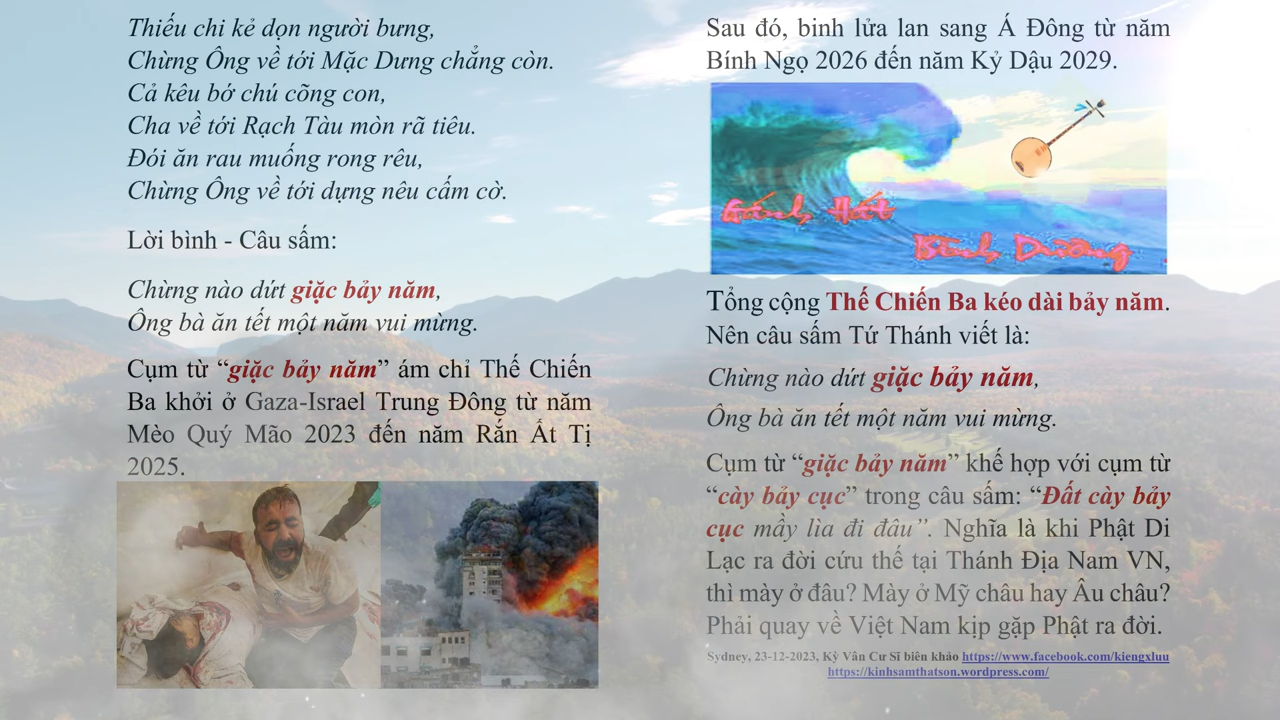 Thiếu chi kẻ dọn người bưng,
Chừng Ông về tới Mặc Dưng chẳng còn.
Cả kêu bớ chú cõng con,
Cha về tới Rạch Tàu mòn rã tiêu.
Đói ăn rau muống rong rêu,
Chừng Ông về tới dựng nêu cấm cờ.
Lời bình - Câu sấm:
Chừng nào dứt giặc bảy năm,
Ông bà ăn tết một năm vui mừng.
Cụm từ “giặc bảy năm” ám chỉ Thế Chiến
Ba khởi ở Gaza-Israel Trung Đông từ năm
Mèo Quý Mão 2023 đến năm Rắn Ất Tị
2025.
Sau đó, binh lửa lan sang Á Đông từ năm
Bính Ngọ 2026 đến năm Kỷ Dậu 2029.
Gánh Hát
Bình Dương
Tổng cộng Thế Chiến Ba kéo dài bảy năm.
Nên câu sấm Tứ Thánh viết là:
Chừng nào dứt giặc bảy năm,
Ông bà ăn tết một năm vui mừng.
Cụm từ “giặc bảy năm” khế hợp với cụm từ
“cày bảy cục” trong câu sấm: “Đất cày bảy
cục mầy lìa đi đâu”. Nghĩa là khi Phật Di
Lạc ra đời cứu thế tại Thánh Địa Nam VN,
thì mày ở đâu? Mày ở Mỹ châu hay Âu châu?
Phải quay về Việt Nam kịp gặp Phật ra đời.
Sydney, 23-12-2023, Kỳ Vân Cư Sĩ biên khảo https://www.facebook.com/kiengxluu
https://kinhsamthatson.wordpress.com/